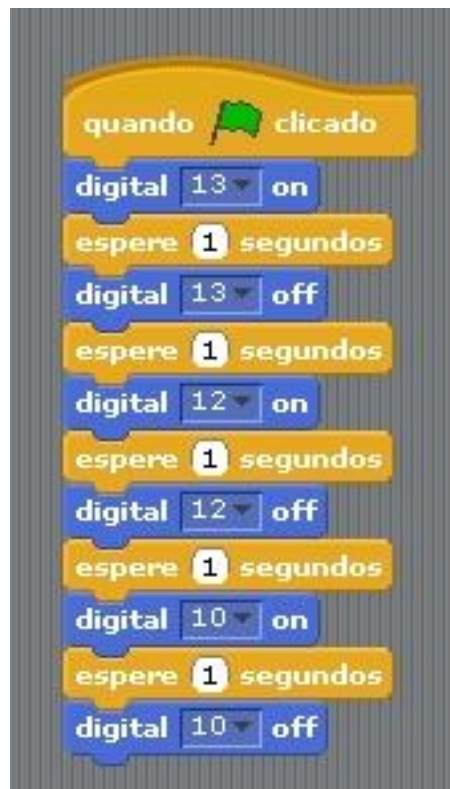 quando clicado
digital 13 on
espere 1 segundos
digital 13 off
espere 1 segundos
digital 12 on
espere 1 segundos
digital 12 off
espere 1 segundos
digital 10 on
espere 1 segundos
digital 10 off